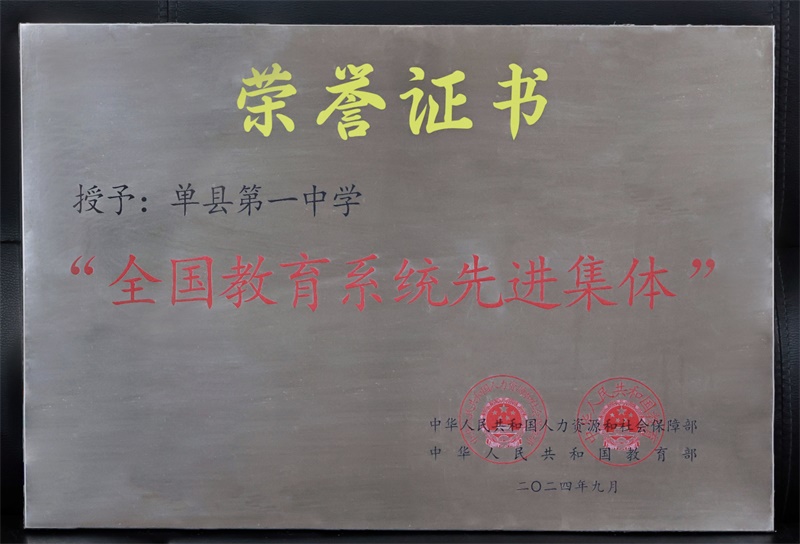 荣誉证书
授予：单县第一中学
“全国教育系统先进集体”
中华人民共和国人力资源和社会保障部
中华人民共和国教育部
二〇二四年九月